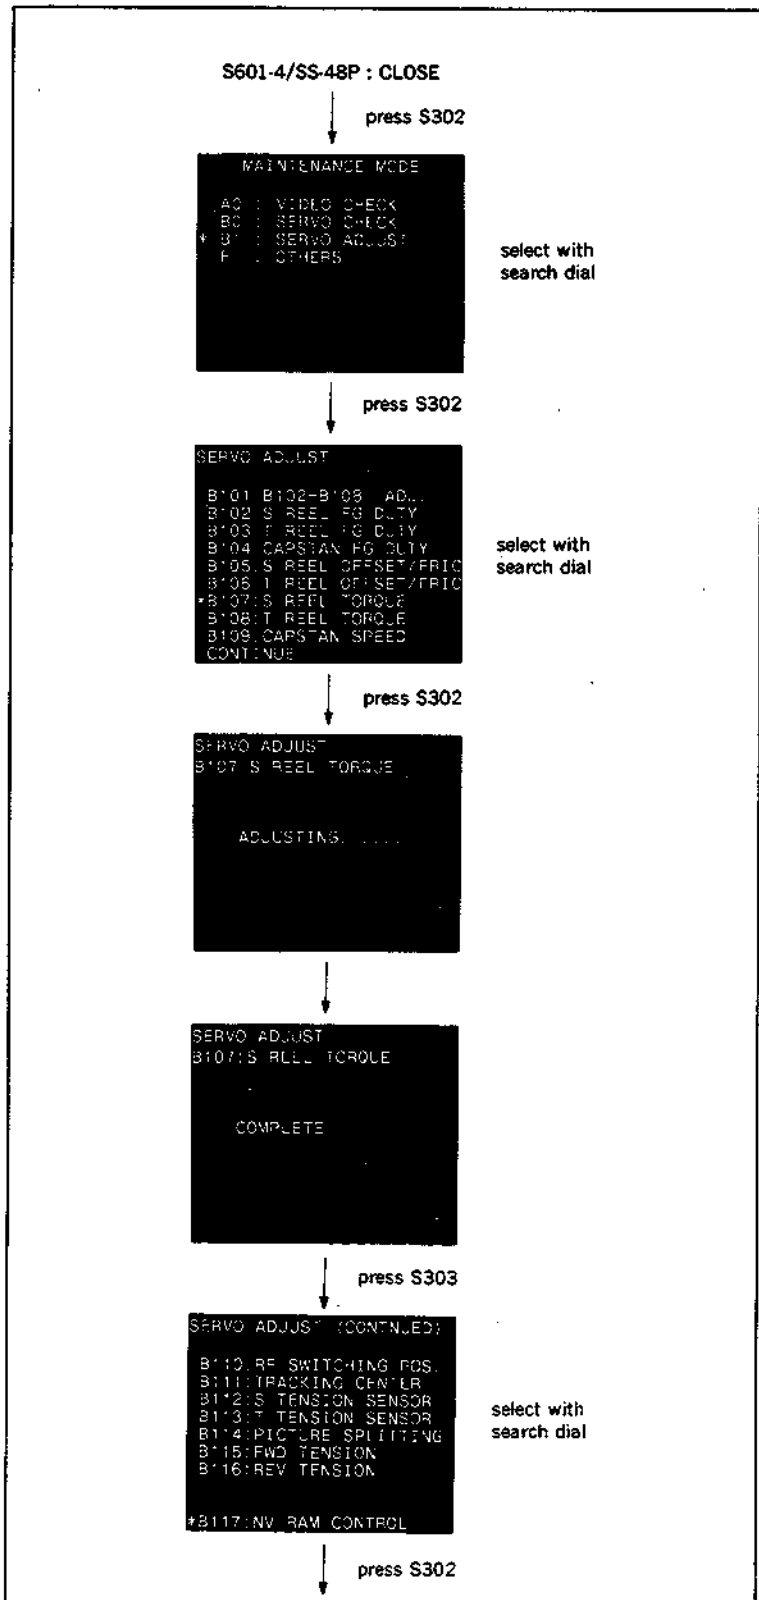 S601-4/SS-48P : CLOSE
press S302
MAINTENANCE MODE
A0 : VIDEO CHECK
B0 : SERVO CHECK
* B1 : SERVO ADJUST
: OTHERS
select with
search dial
press S302
SERVO ADJUST
B101 B102-B108 ADJ.
B102 S REEL FG DUTY
B103 T REEL FG DUTY
B104 CAPSTAN FG DUTY
B105:S REEL OFFSET/FRIC
B106 T REEL OFFSET/FRIC
*B107:S REEL TORQUE
B108:T REEL TORQUE
B109:CAPSTAN SPEED
CONTINUE
select with
search dial
press S302
SERVO ADJUST
B107 S REEL TORQUE
ADJUSTING.....
SERVO ADJUST
B107:S REEL TORQUE
COMPLETE
press S303
SERVO ADJUST (CONTNUED)
B110:RF SWITCHING POS.
B111:TRACKING CENTER
B112:S TENSION SENSOR
B113:T TENSION SENSOR
B114:PICTURE SPLITTING
B115:FWD TENSION
B116:REV TENSION
*B117:NV RAM CONTROL
select with
search dial
press S302